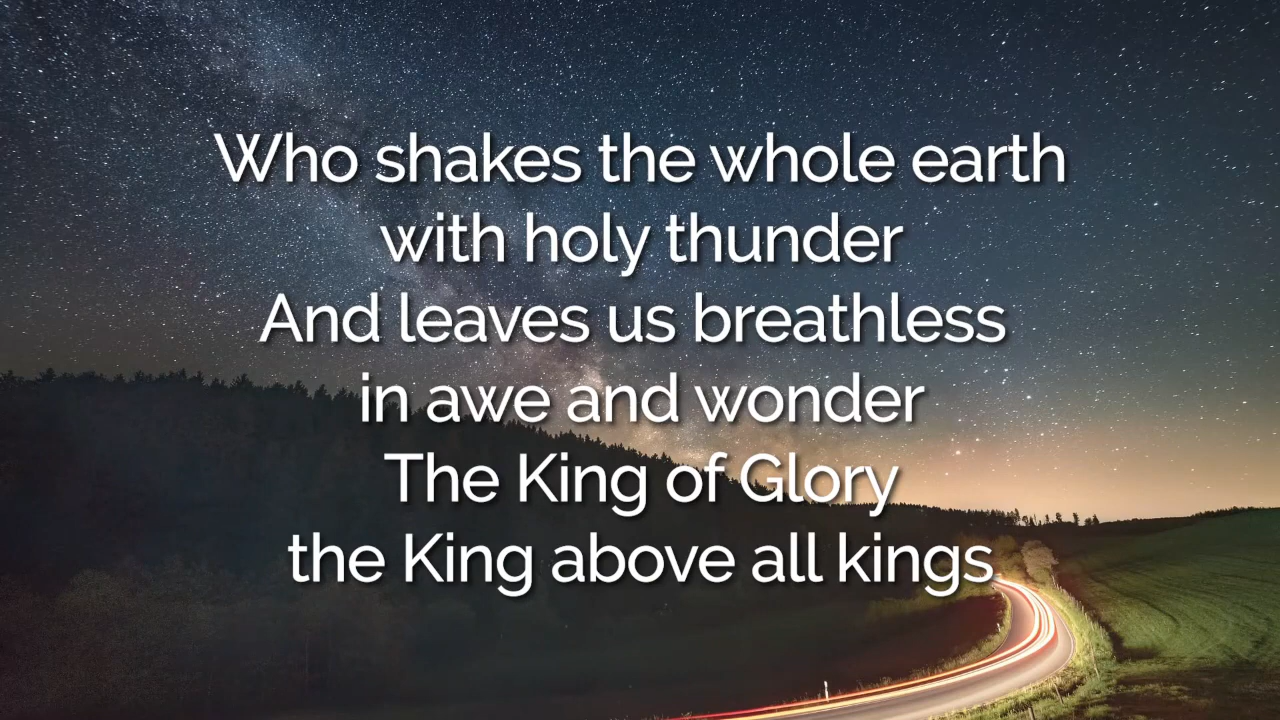 Who shakes the whole earth
with holy thunder
And leaves us breathless
in awe and wonder
The King of Glory
the King above all kings